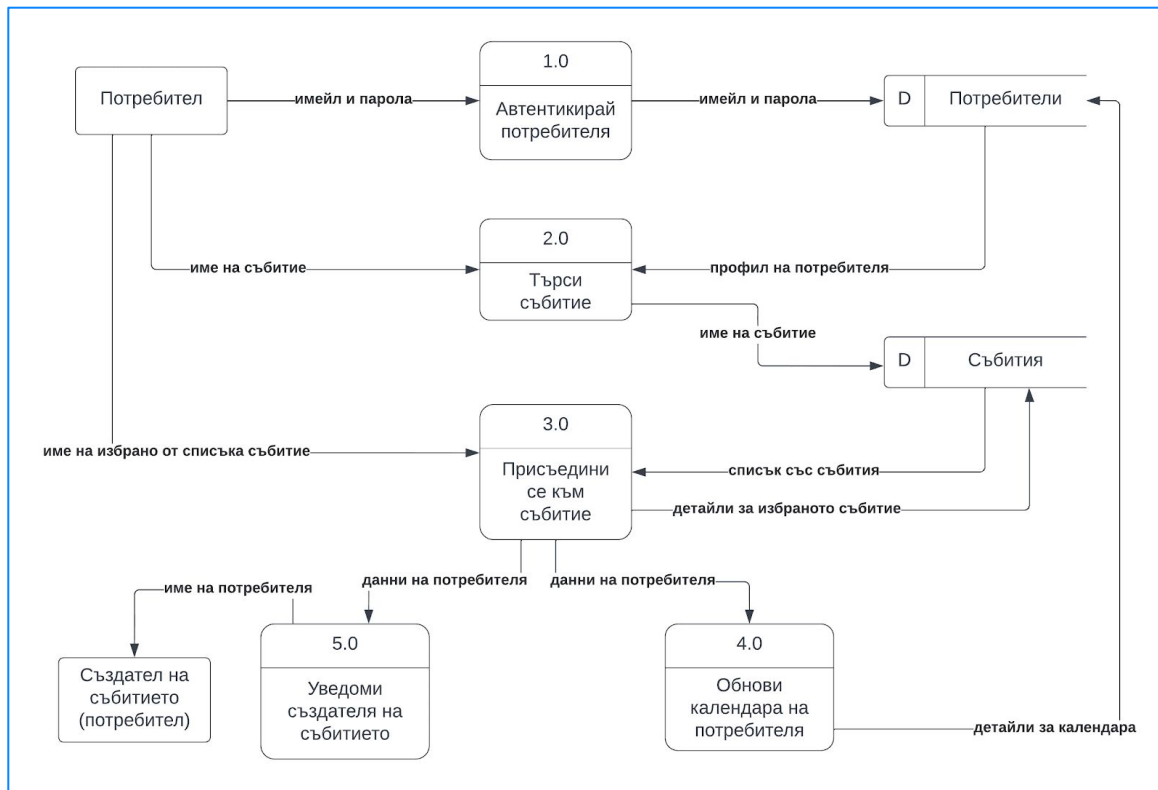 1.0
Потребител
имейл и парола
Автентикирай
потребителя
имейл и парола
D
Потребители
2.0
име на събитие
Търси
събитие
профил на потребителя
име на събитие
D
Събития
3.0
име на избрано от списъка събитие
Присъедини
се към
събитие
списък със събития
детайли за избраното събитие
данни на потребителя
данни на потребителя
име на потребителя
5.0
4.0
Създател на
събитието
(потребител)
Уведоми
създателя на
събитието
Обнови
календара на
потребителя
детайли за календара